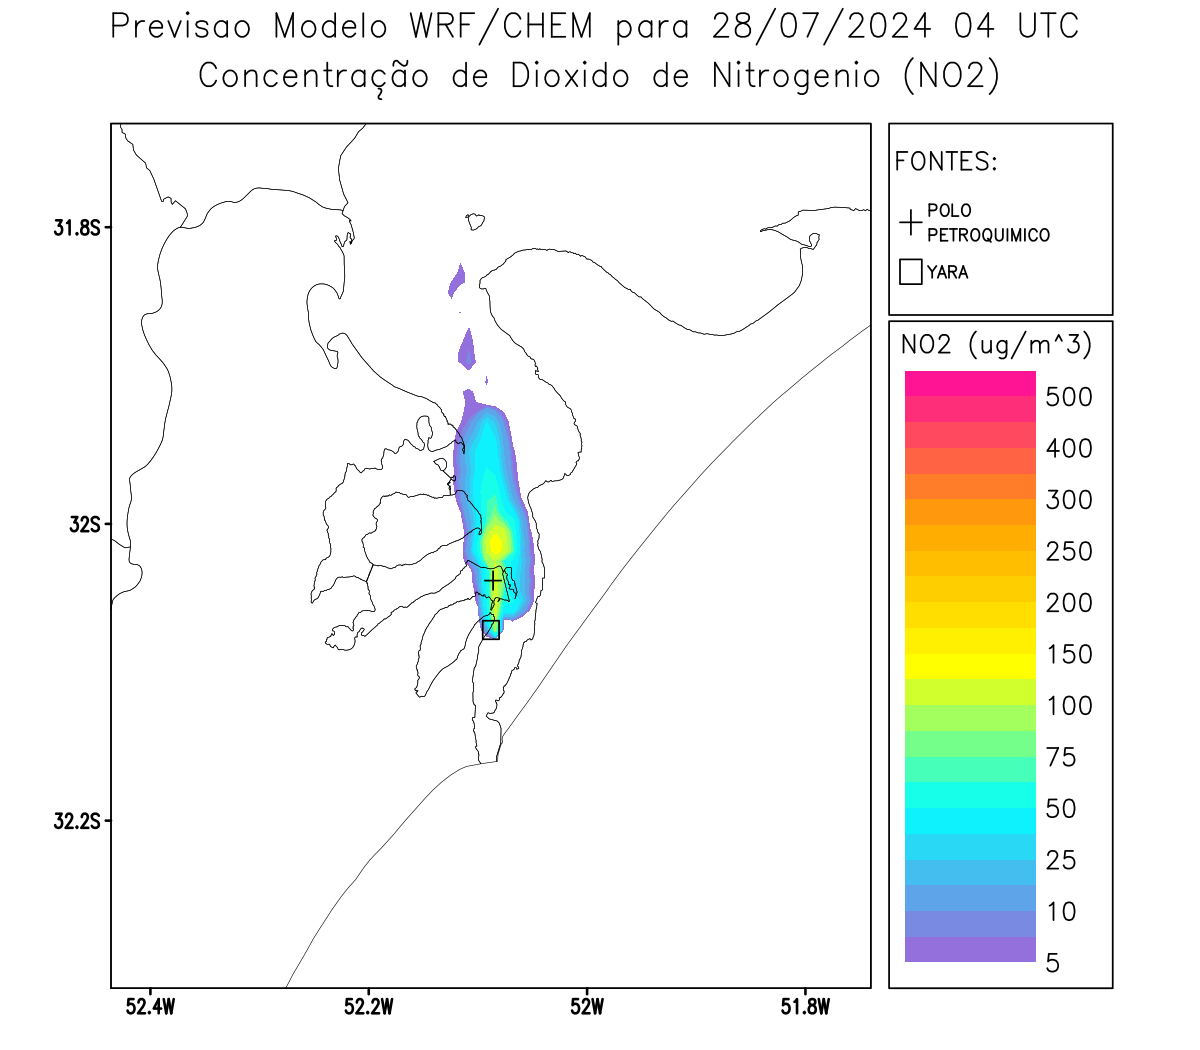 Previsao Modelo WRF/CHEM para 28/07/2024 04 UTC
Concentração de Dioxido de Nitrogenio (NO2)
FONTES:
POLO
PETROQUIMICO
YARA
31.8S
32S
32.2S
52.4W
52.2W
52W
51.8W
NO2 (ug/m^3)
500
400
300
250
200
150
100
75
50
25
10
5